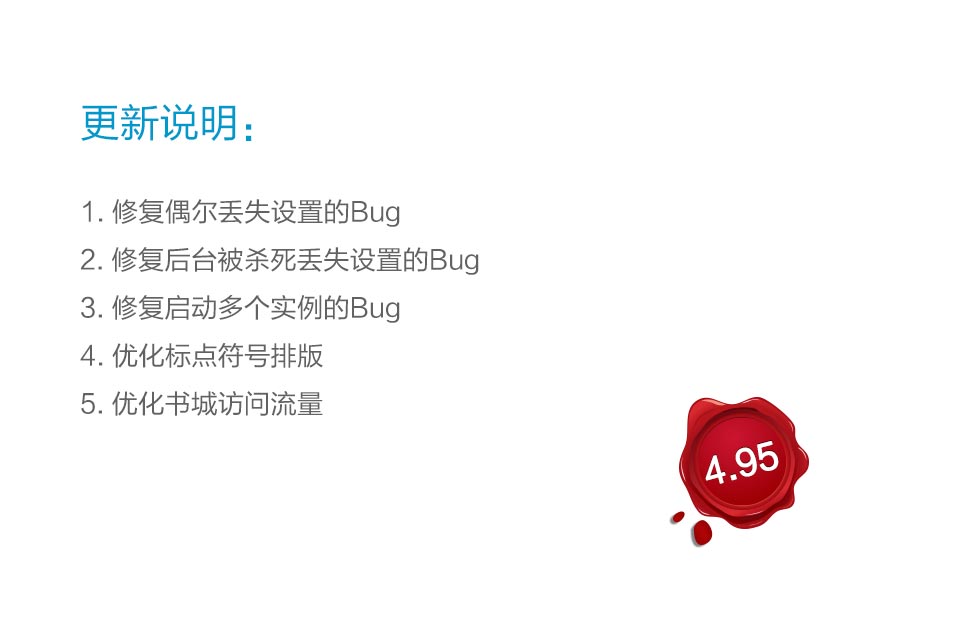 更新说明：
1. 修复偶尔丢失设置的Bug
2. 修复后台被杀死丢失设置的Bug
3. 修复启动多个实例的Bug
4. 优化标点符号排版
5. 优化书城访问流量
4.95